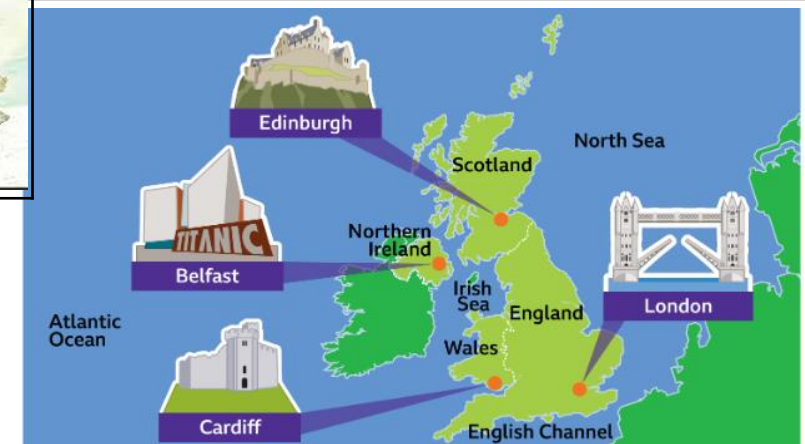 Edinburgh
North Sea
Scotland
Northern
Ireland
TITANIC
Belfast
Irish
Sea
England
London
Atlantic
Ocean
Wales
Cardiff
English Channel